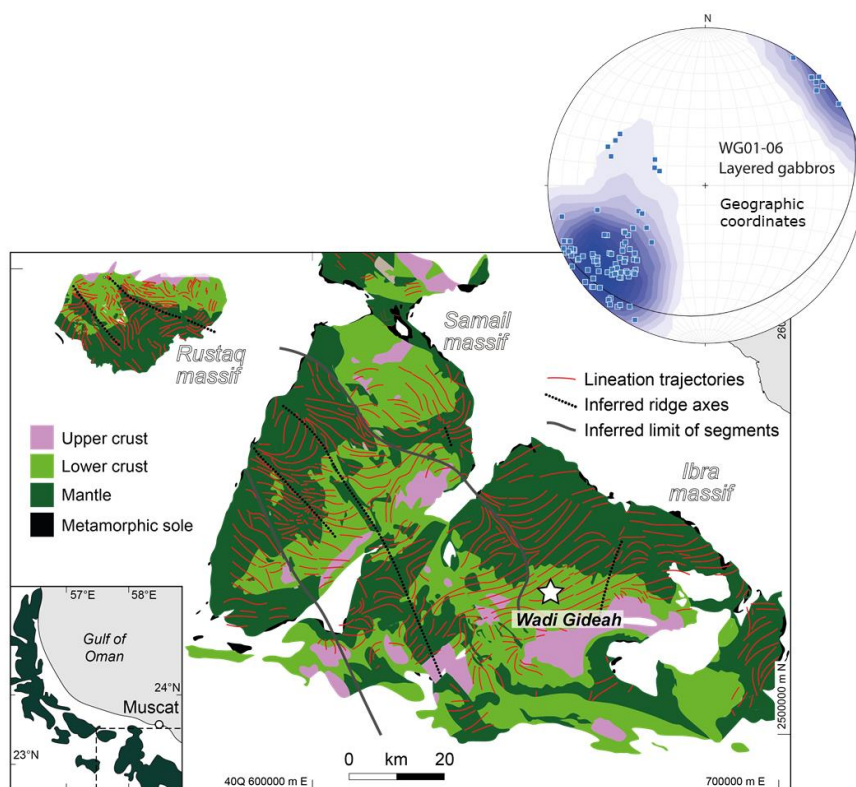 N
WG01-06
Layered gabbros
Geographic
coordinates
Samail
massif
Rustaq
massif
Lineation trajectories
Inferred ridge axes
Inferred limit of segments
Upper crust
Lower crust
Mantle
Metamorphic sole
Ibra
massif
Wadi Gideah
57°E
58°E
Gulf of
Oman
24°N
Muscat
23°N
0
km
20
40Q 600000 m E
700000 m E
2500000 m N